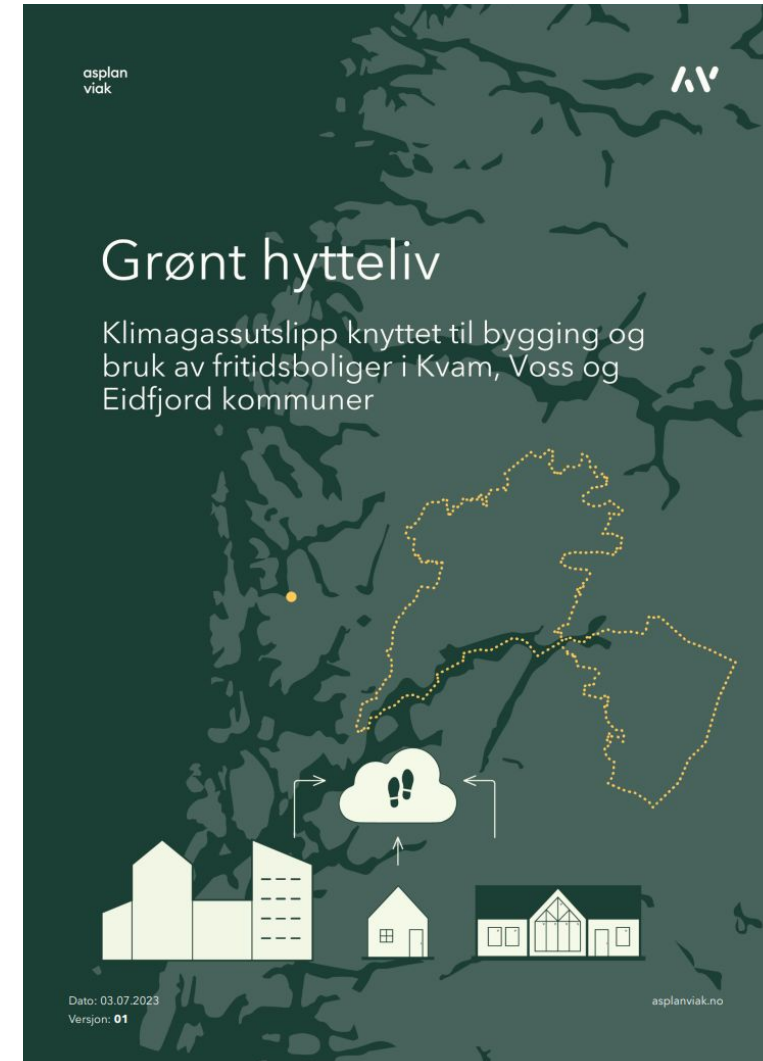 asplan
viak
Grønt hytteliv
Klimagassutslipp knyttet til bygging og
bruk av fritidsboliger i Kvam, Voss og
Eidfjord kommuner
Dato: 03.07.2023
Versjon: 01
asplanviak.no